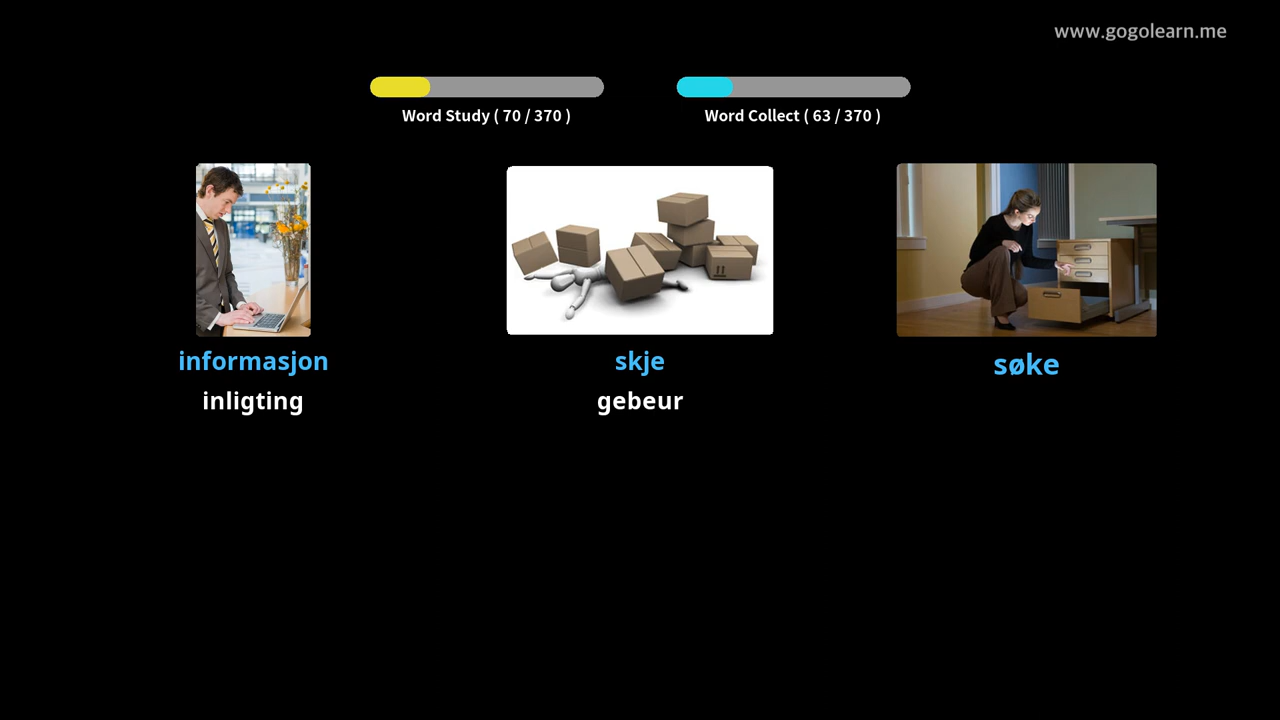 www.gogolearn.me
Word Study ( 70 / 370 )
Word Collect ( 63 / 370 )
informasjon
skje
søke
inligting
gebeur